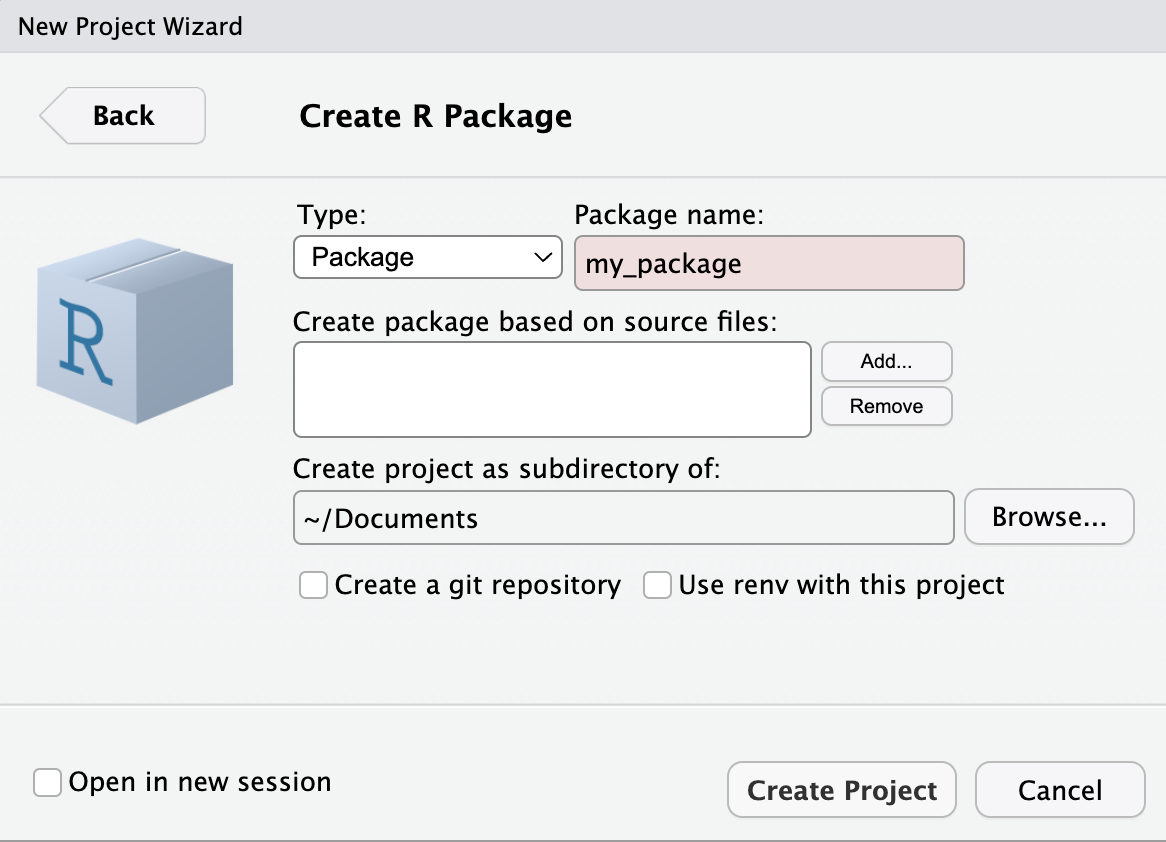 New Project Wizard
Back
Create R Package
R
Type:
Package name:
Package
my_package
Create package based on source files:
Add...
Remove
Create project as subdirectory of:
~/Documents
Browse...
Create a git repository
Use renv with this project
Open in new session
Create Project
Cancel